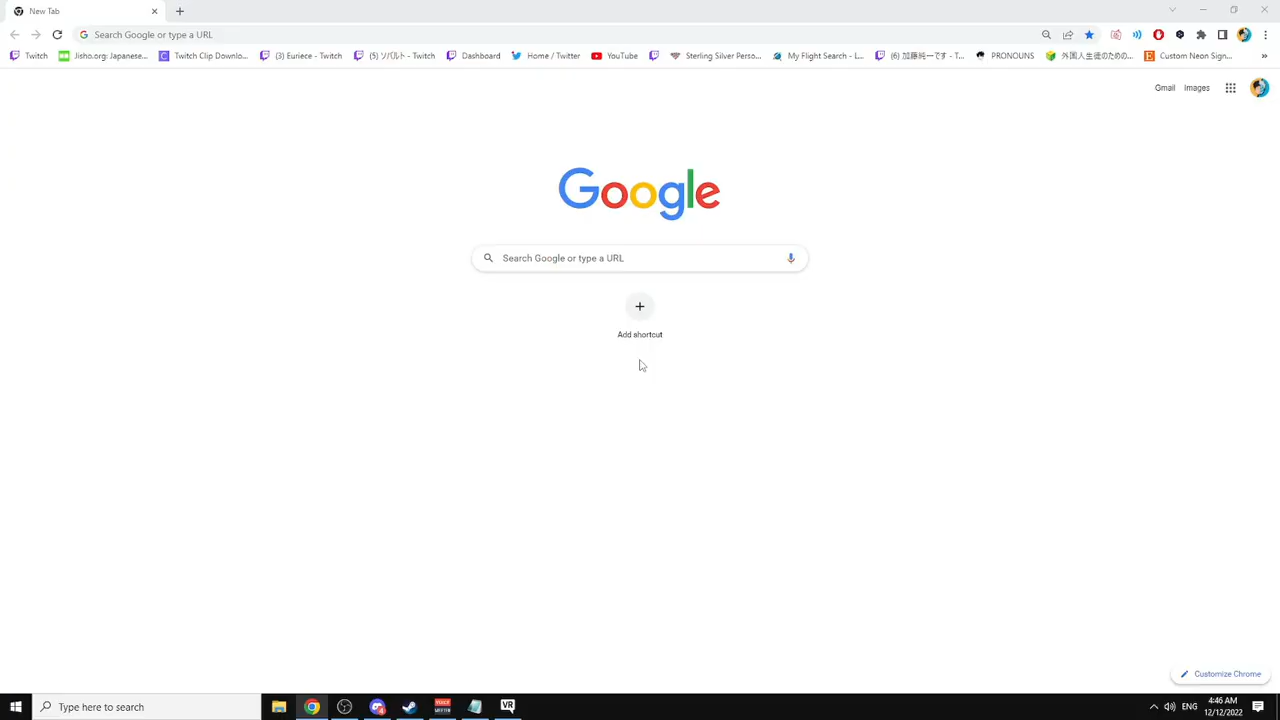 New Tab
Search Google or type a URL
Twitch
Jisho.org: Japanese...
Twitch Clip Downlo...
(3) Euriece - Twitch
(5) ソバルト - Twitch
Dashboard
Home / Twitter
YouTube
Sterling Silver Perso...
My Flight Search - L...
(6) 加藤純一です - T...
PRONOUNS
外国人生徒のための...
Custom Neon Sign...
»
Gmail
Images
Google
Search Google or type a URL
Add shortcut
Customize Chrome
Type here to search
VR
ENG
4:46 AM
12/12/2022